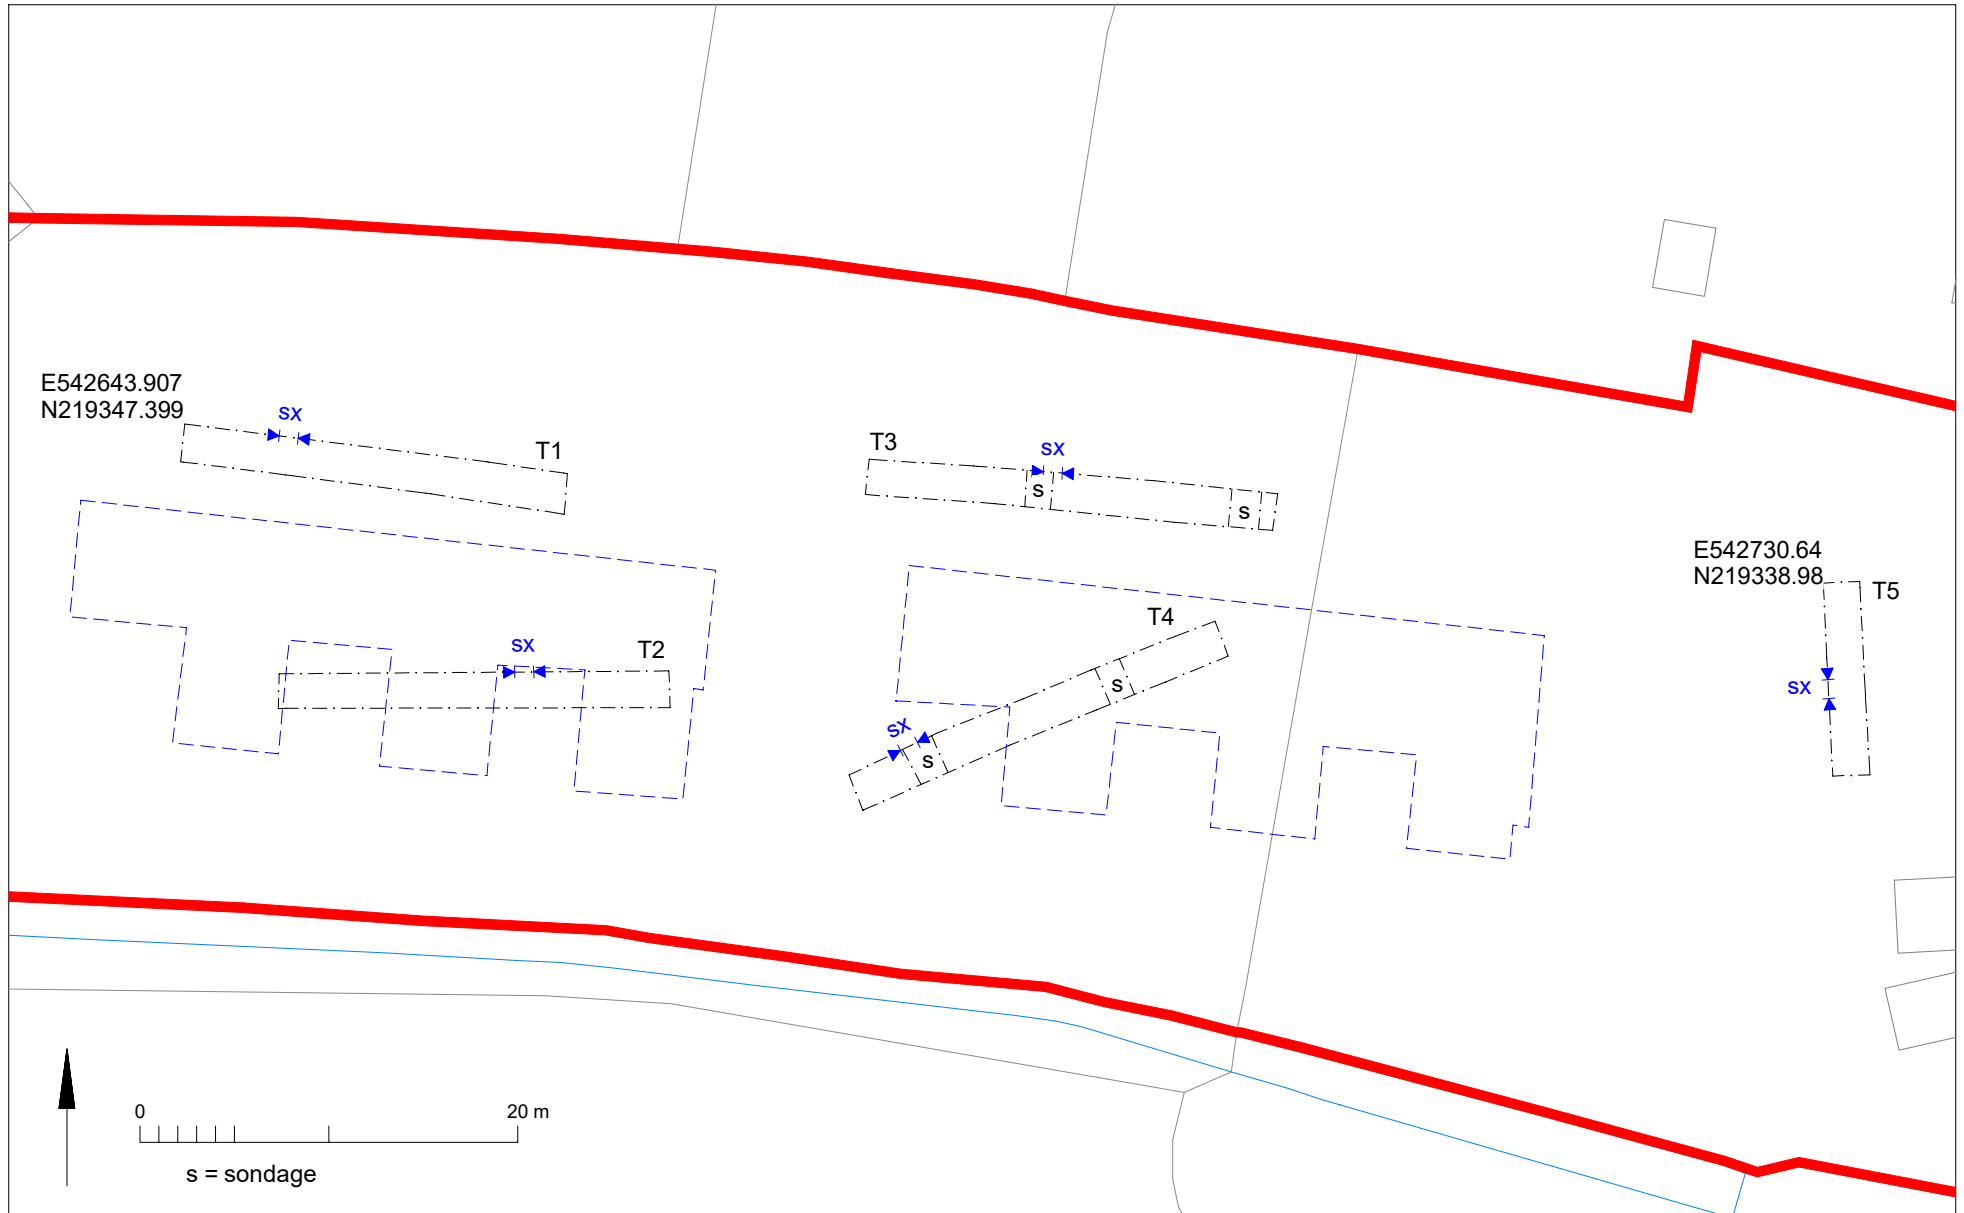 E542643.907
N219347.399
sx
T1
T3
sx
s
s
E542730.64
N219338.98
T5
sx
T2
sx
T4
s
sx
s
0 20 m
s = sondage